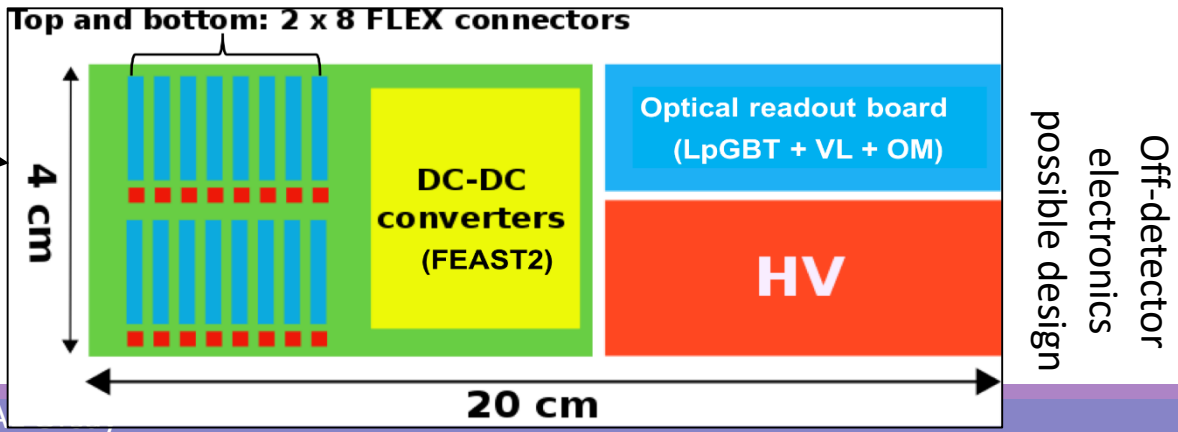 Top and bottom: 2 x 8 FLEX connectors
4 cm
DC-DC
converters
(FEAST2)
Optical readout board
(LpGBT + VL + OM)
HV
20 cm
Off-detector
electronics
possible design